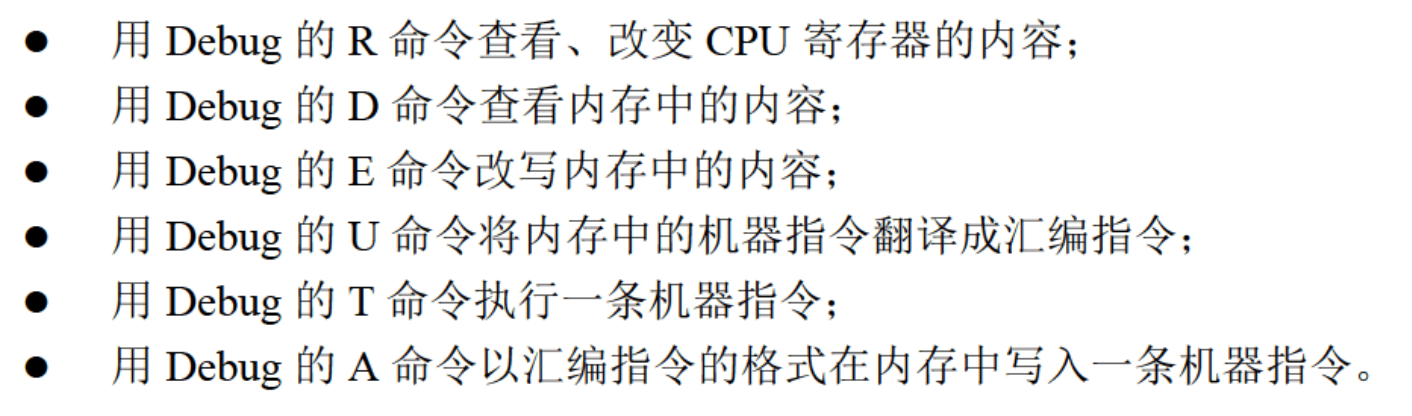 ● 用 Debug 的 R 命令查看、改变 CPU 寄存器的内容；
● 用 Debug 的 D 命令查看内存中的内容；
● 用 Debug 的 E 命令改写内存中的内容；
● 用 Debug 的 U 命令将内存中的机器指令翻译成汇编指令；
● 用 Debug 的 T 命令执行一条机器指令；
● 用 Debug 的 A 命令以汇编指令的格式在内存中写入一条机器指令。